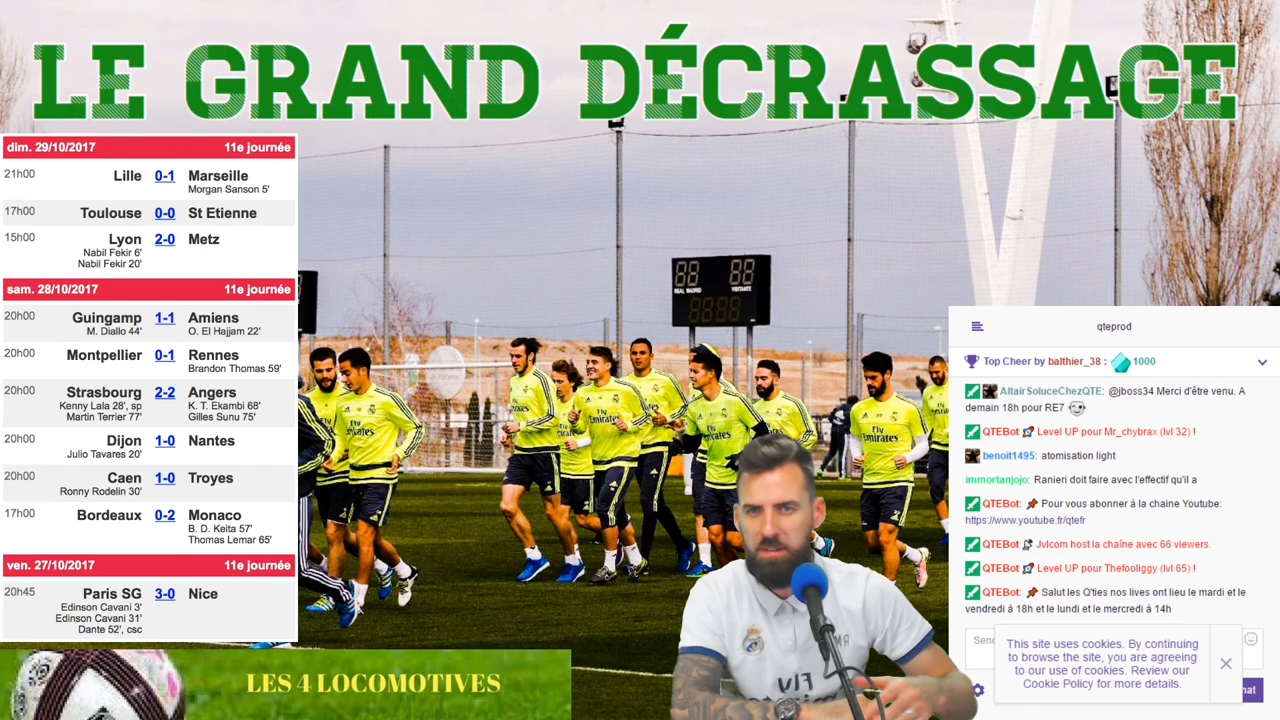 LE GRAND DÉCRASSAGE
dim. 29/10/2017 11e journée
21h00 Lille 0-1 Marseille
Morgan Sanson 5'
17h00 Toulouse 0-0 St Etienne
15h00 Lyon 2-0 Metz
Nabil Fekir 6'
Nabil Fekir 20'
sam. 28/10/2017 11e journée
20h00 Guingamp 1-1 Amiens
M. Diallo 44' O. El Hajjam 22'
20h00 Montpellier 0-1 Rennes
Brandon Thomas 59'
20h00 Strasbourg 2-2 Angers
Kenny Lala 28', sp K. T. Ekambi 68'
Martin Terrier 77' Gilles Sunu 75'
20h00 Dijon 1-0 Nantes
Julio Tavares 20'
20h00 Caen 1-0 Troyes
Ronny Rodelin 30'
17h00 Bordeaux 0-2 Monaco
B. D. Keita 57'
Thomas Lemar 65'
ven. 27/10/2017 11e journée
20h45 Paris SG 3-0 Nice
Edinson Cavani 3'
Edinson Cavani 31'
Dante 52', csc
LES 4 LOCOMOTIVES
88 88
REAL MADRID VISITANTE
88:88
Fly Emirates
qteprod
Top Cheer by balthier_38 : 1000
AltairSoluceChezQTE: @jboss34 Merci d'être venu. A
demain 18h pour RE7
QTEBot Level UP pour Mr_chybrax (lvl 32) !
benoit1495: atomisation light
immortanjojo: Ranieri doit faire avec l'effectif qu'il a
QTEBot: Pour vous abonner à la chaine Youtube:
https://www.youtube.fr/qtefr
QTEBot Jvlcom host la chaîne avec 66 viewers.
QTEBot Level UP pour Thefooliggy (lvl 65) !
QTEBot: Salut les Q'ties nos lives ont lieu le mardi et le
vendredi à 18h et le lundi et le mercredi à 14h
Send
This site uses cookies. By continuing
to browse the site, you are agreeing
to our use of cookies. Review our
Cookie Policy for more details.
hat